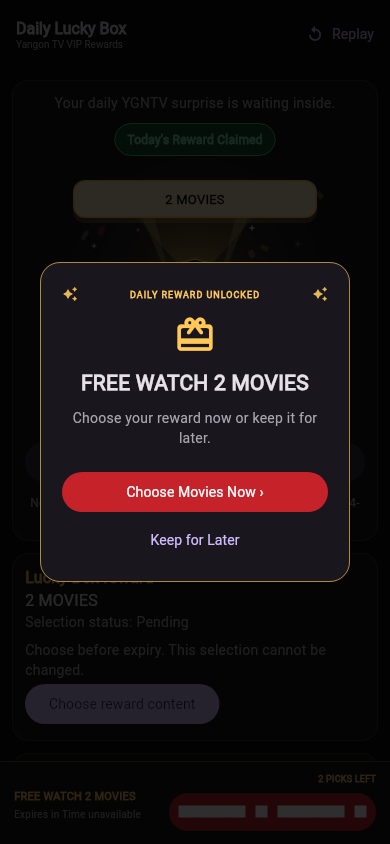 Daily Lucky Box
Yangon TV VIP Rewards
Replay
Your daily YGNTV surprise is waiting inside.
Today's Reward Claimed
2 MOVIES
DAILY REWARD UNLOCKED
FREE WATCH 2 MOVIES
Choose your reward now or keep it for
later.
Choose Movies Now ›
Keep for Later
2 MOVIES
Selection status: Pending
Choose before expiry. This selection cannot be
changed.
Choose reward content
2 PICKS LEFT
FREE WATCH 2 MOVIES
Expires in Time unavailable